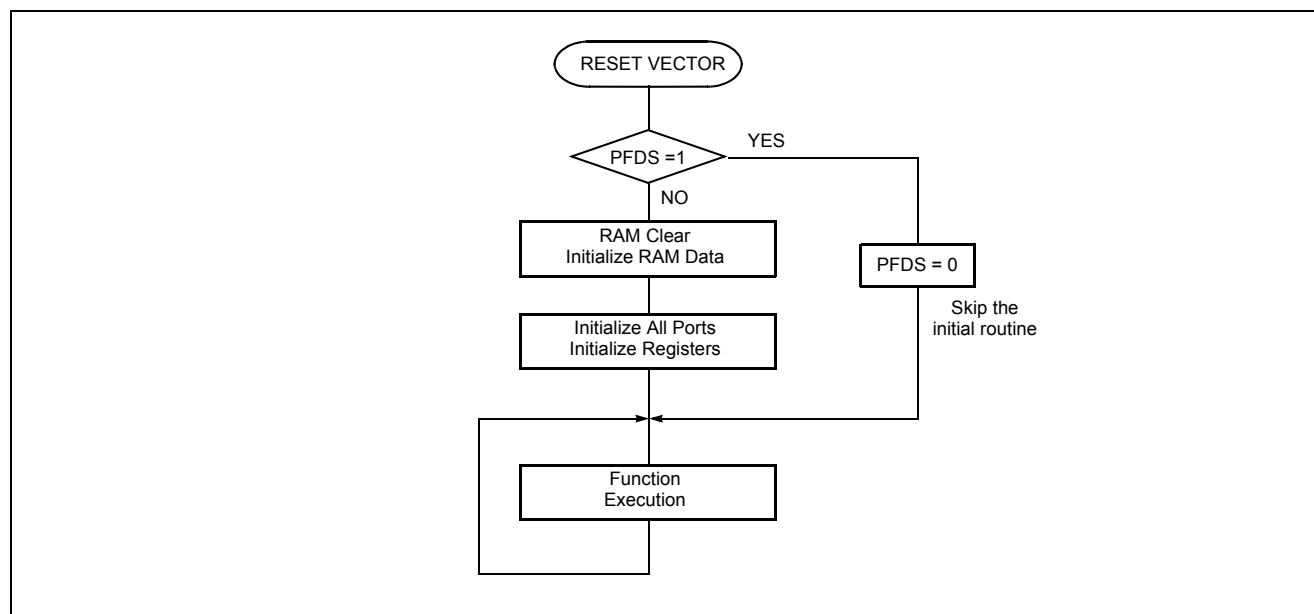 RESET VECTOR
YES
PFDS =1
NO
RAM Clear
Initialize RAM Data
PFDS = 0
Skip the
initial routine
Initialize All Ports
Initialize Registers
Function
Execution